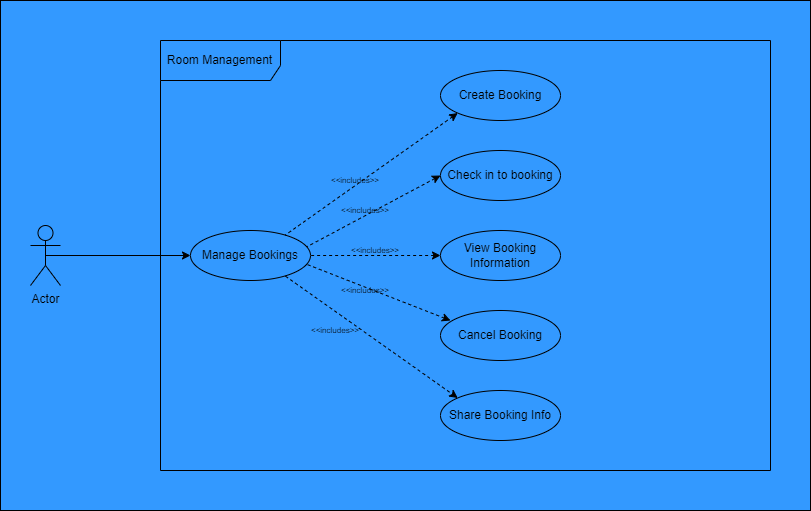 Room Management
Create Booking
<<includes>>
Check in to booking
<<includes>>
Manage Bookings
<<includes>>
View Booking
Information
Actor
<<includes>>
Cancel Booking
<<includes>>
Share Booking Info